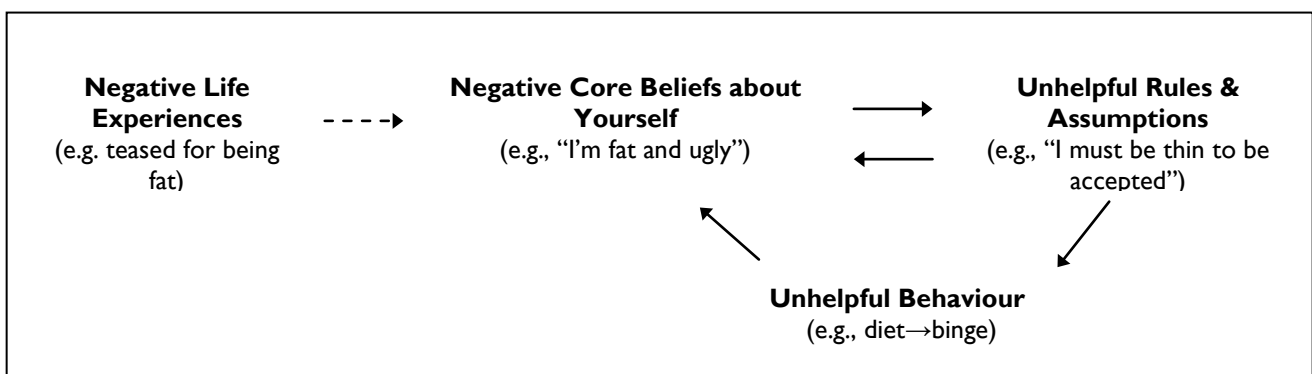 Negative Life
Experiences
(e.g. teased for being
fat)
Negative Core Beliefs about
Yourself
(e.g., “I’m fat and ugly”)
Unhelpful Rules &
Assumptions
(e.g., “I must be thin to be
accepted”)
Unhelpful Behaviour
(e.g., diet→binge)